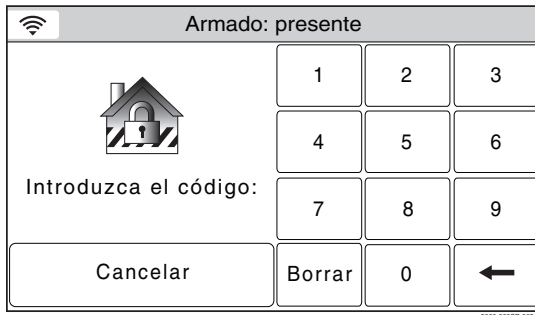 Armado: presente
1 2 3
4 5 6
Introduzca el código:
7 8 9
Cancelar Borrar 0